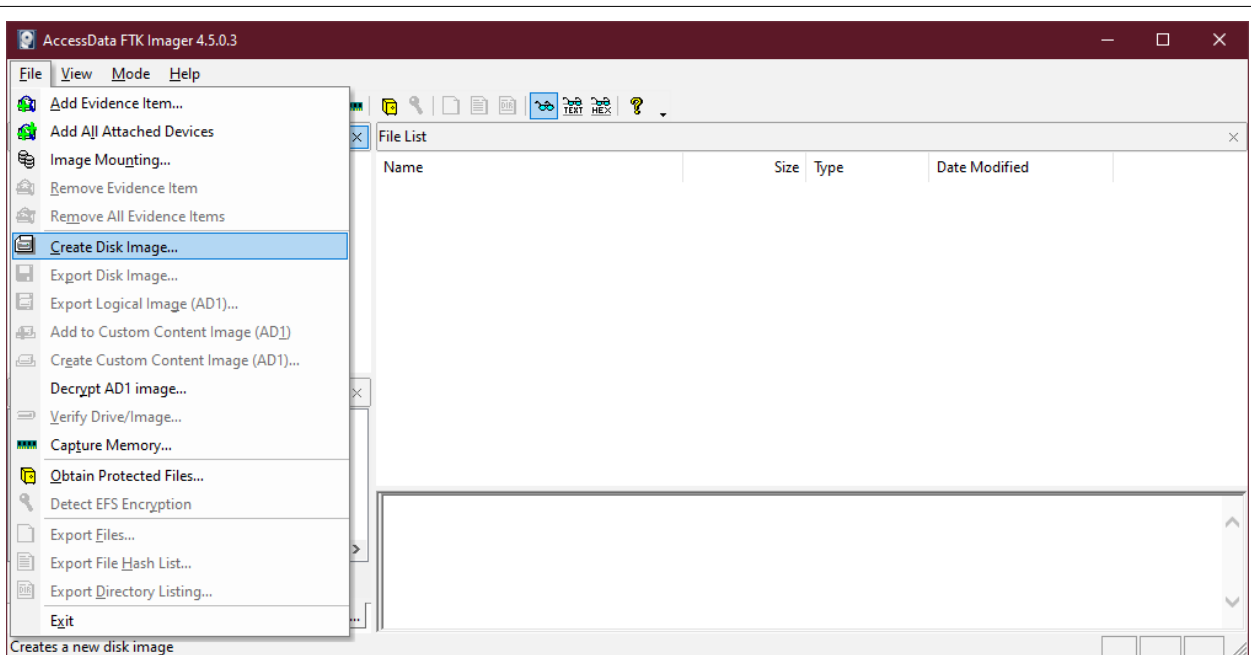 AccessData FTK Imager 4.5.0.3
File View Mode Help
Add Evidence Item...
Add All Attached Devices
Image Mounting...
Remove Evidence Item
Remove All Evidence Items
Create Disk Image...
Export Disk Image...
Export Logical Image (AD1)...
Add to Custom Content Image (AD1)
Create Custom Content Image (AD1)...
Decrypt AD1 image...
Verify Drive/Image...
Capture Memory...
Obtain Protected Files...
Detect EFS Encryption
Export Files...
Export File Hash List...
Export Directory Listing...
Exit
TEXT HEX
File List
Name Size Type Date Modified
...
Creates a new disk image